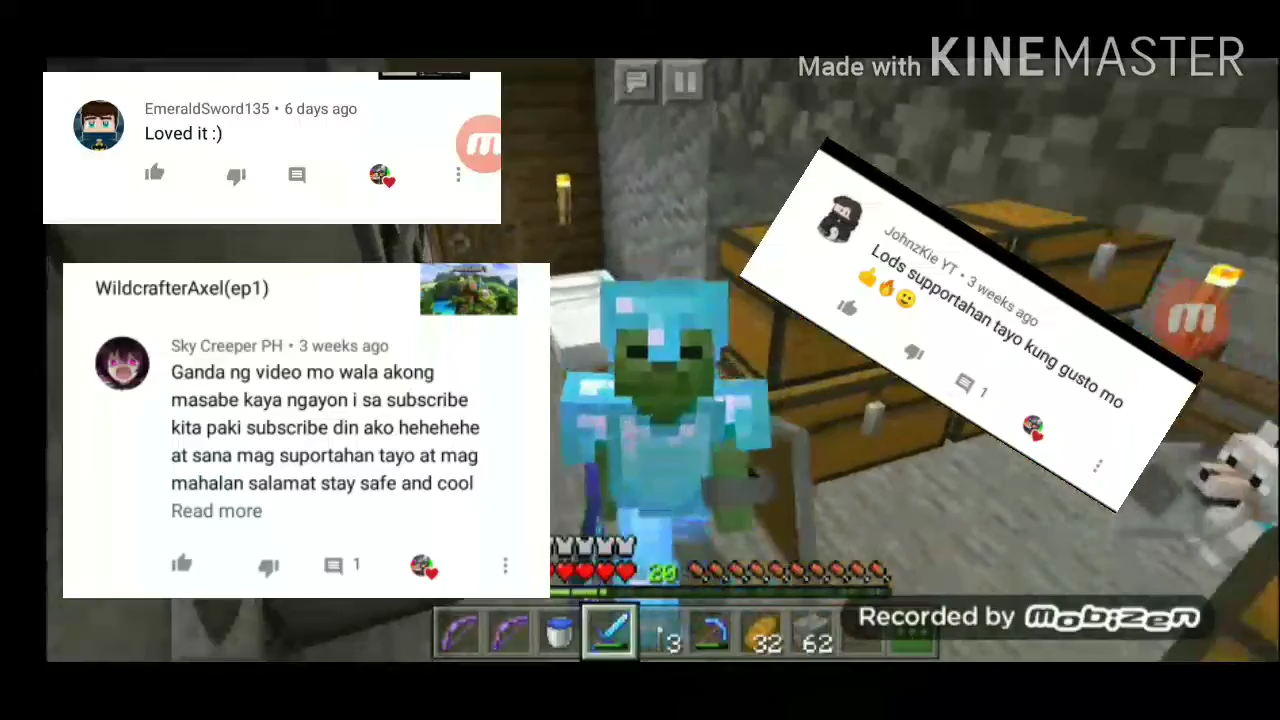 Made with KINEMASTER
EmeraldSword135 • 6 days ago
Loved it :)
WildcrafterAxel(ep1)
Sky Creeper PH • 3 weeks ago
Ganda ng video mo wala akong
masabe kaya ngayon i sa subscribe
kita paki subscribe din ako hehehehe
at sana mag suportahan tayo at mag
mahalan salamat stay safe and cool
Read more
1
JohnzKie YT • 3 weeks ago
Lods supportahan tayo kung gusto mo
👍🔥🙂
1
20
3
32
62
Recorded by mobizen